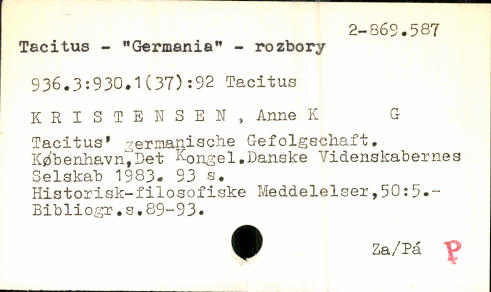 2-869.587
Tacitus - "Germania" - rozbory
936.3:930.1(37):92 Tacitus
K R I S T E N S E N , Anne K G
Tacitus' germanische Gefolgschaft.
København,Det Kongel.Danske Videnskabernes
Selskab 1983. 93 s.
Historisk-filosofiske Meddelelser,50:5.-
Bibliogr.s.89-93.
Za/Pá P